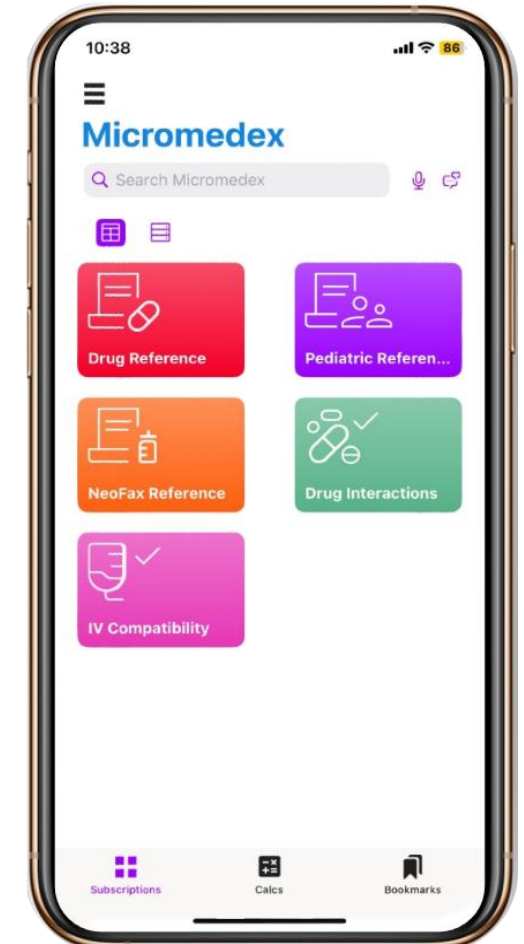 10:38
86
Micromedex
Search Micromedex
Drug Reference
Pediatric Referen...
NeoFax Reference
Drug Interactions
IV Compatibility
Subscriptions
Calcs
Bookmarks